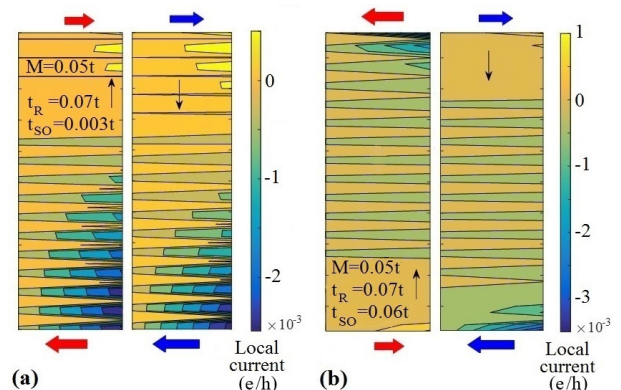 M=0.05t
t_R = 0.07t
t_SO = 0.003t
0
-1
-2
×10⁻³
Local
current
(e/h)
(a)
M=0.05t
t_R = 0.07t
t_SO = 0.06t
1
0
-1
-2
-3
×10⁻³
Local
current
(e/h)
(b)